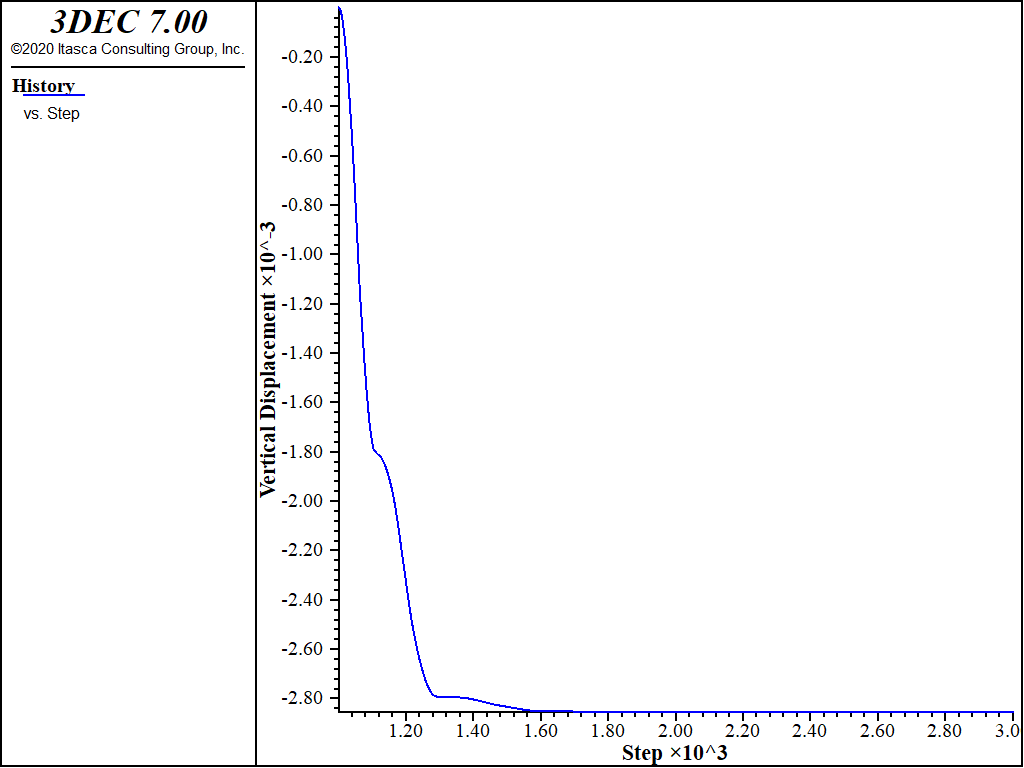 3DEC 7.00
©2020 Itasca Consulting Group, Inc.
History
vs. Step
Vertical Displacement ×10^-3
-0.20
-0.40
-0.60
-0.80
-1.00
-1.20
-1.40
-1.60
-1.80
-2.00
-2.20
-2.40
-2.60
-2.80
1.20 1.40 1.60 1.80 2.00 2.20 2.40 2.60 2.80 3.0
Step ×10^3